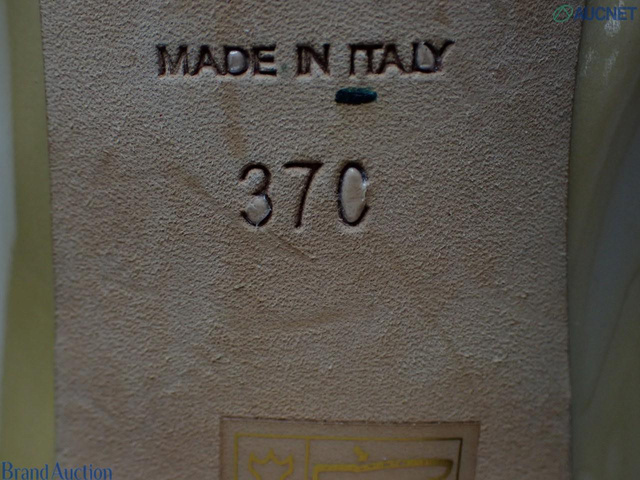 AUCNET
MADE IN ITALY
370
Brand Auction